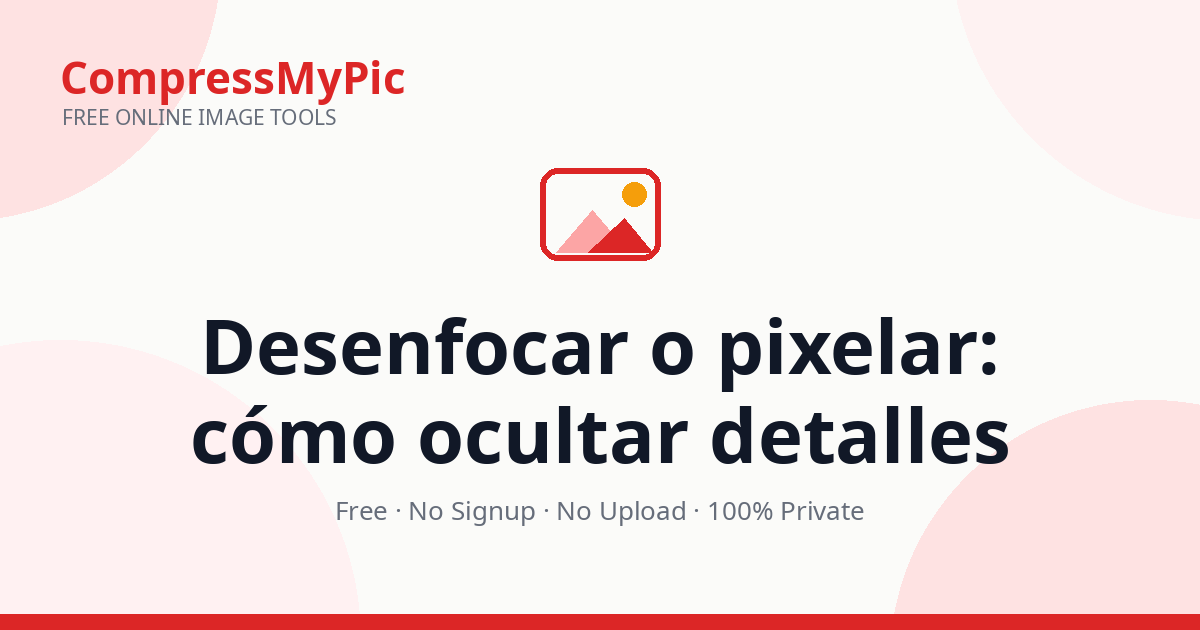 CompressMyPic
FREE ONLINE IMAGE TOOLS
Desenfocar o pixelar:
cómo ocultar detalles
Free · No Signup · No Upload · 100% Private